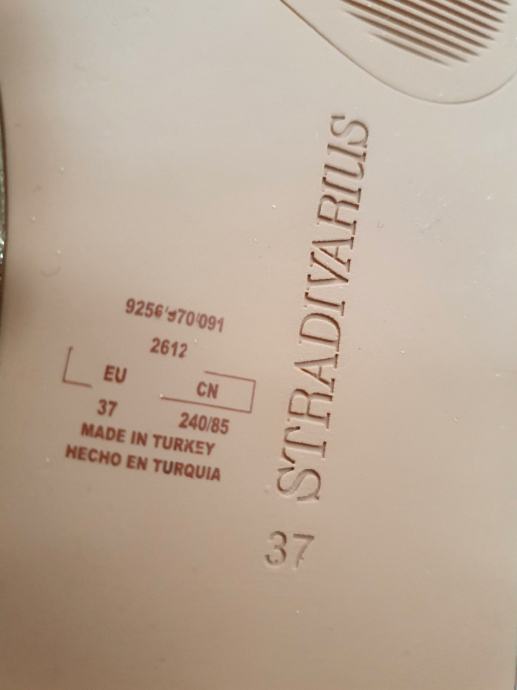 9256/970/091
2612
EU CN
37 240/85
MADE IN TURKEY
HECHO EN TURQUIA
STRADIVARIUS
37